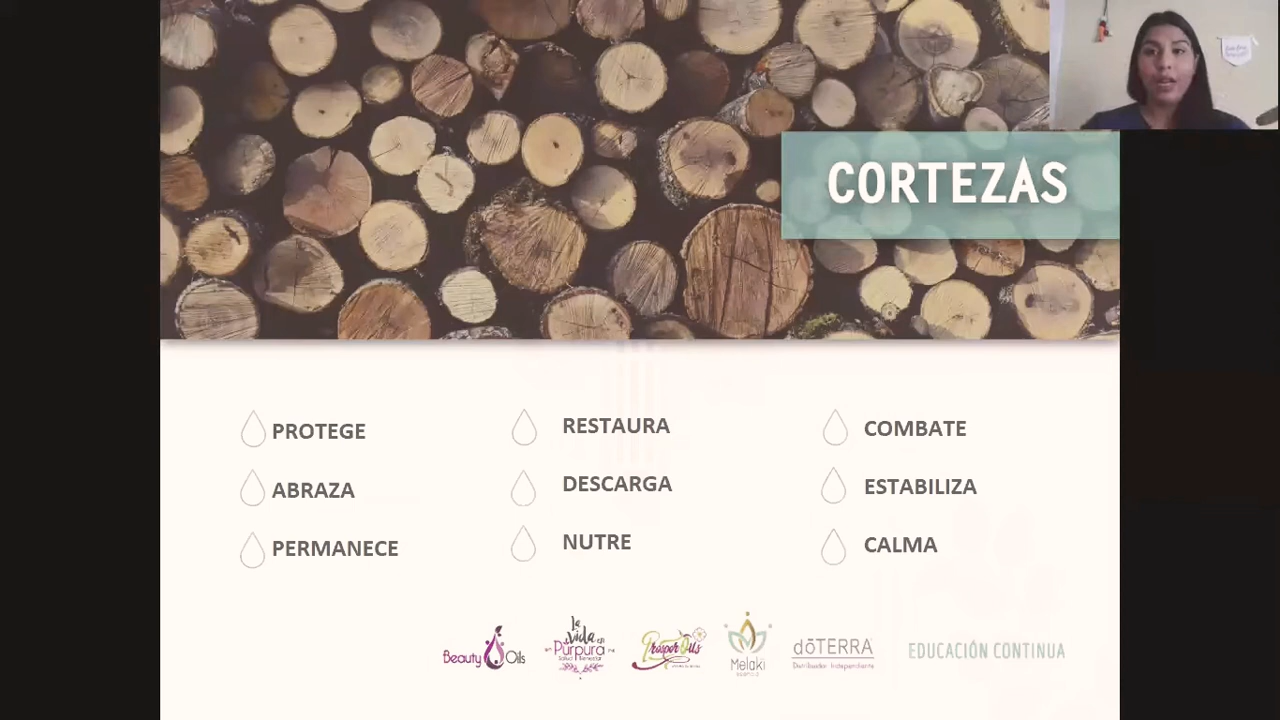 CORTEZAS
PROTEGE
ABRAZA
PERMANECE
RESTAURA
DESCARGA
NUTRE
COMBATE
ESTABILIZA
CALMA
Beauty Oils
la
vida en
Púrpura
ProsperOils
Melaki
dōTERRA
Distribuidor Independiente
EDUCACIÓN CONTINUA